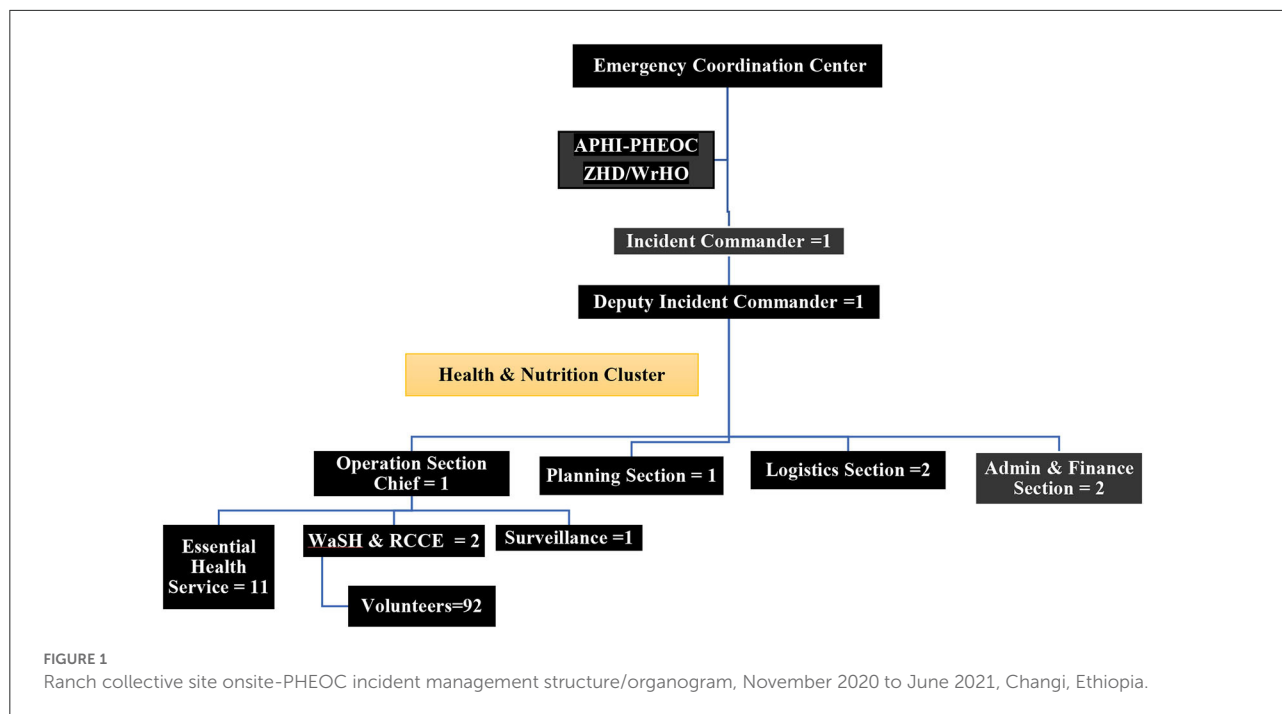 Emergency Coordination Center
APHI-PHEOC
ZHD/WrHO
Incident Commander =1
Deputy Incident Commander =1
Health & Nutrition Cluster
Operation Section
Chief = 1
Planning Section = 1
Logistics Section =2
Admin & Finance
Section = 2
Essential
Health
Service = 11
WaSH & RCCE = 2
Surveillance =1
Volunteers=92
FIGURE 1
Ranch collective site onsite-PHEOC incident management structure/organogram, November 2020 to June 2021, Changi, Ethiopia.